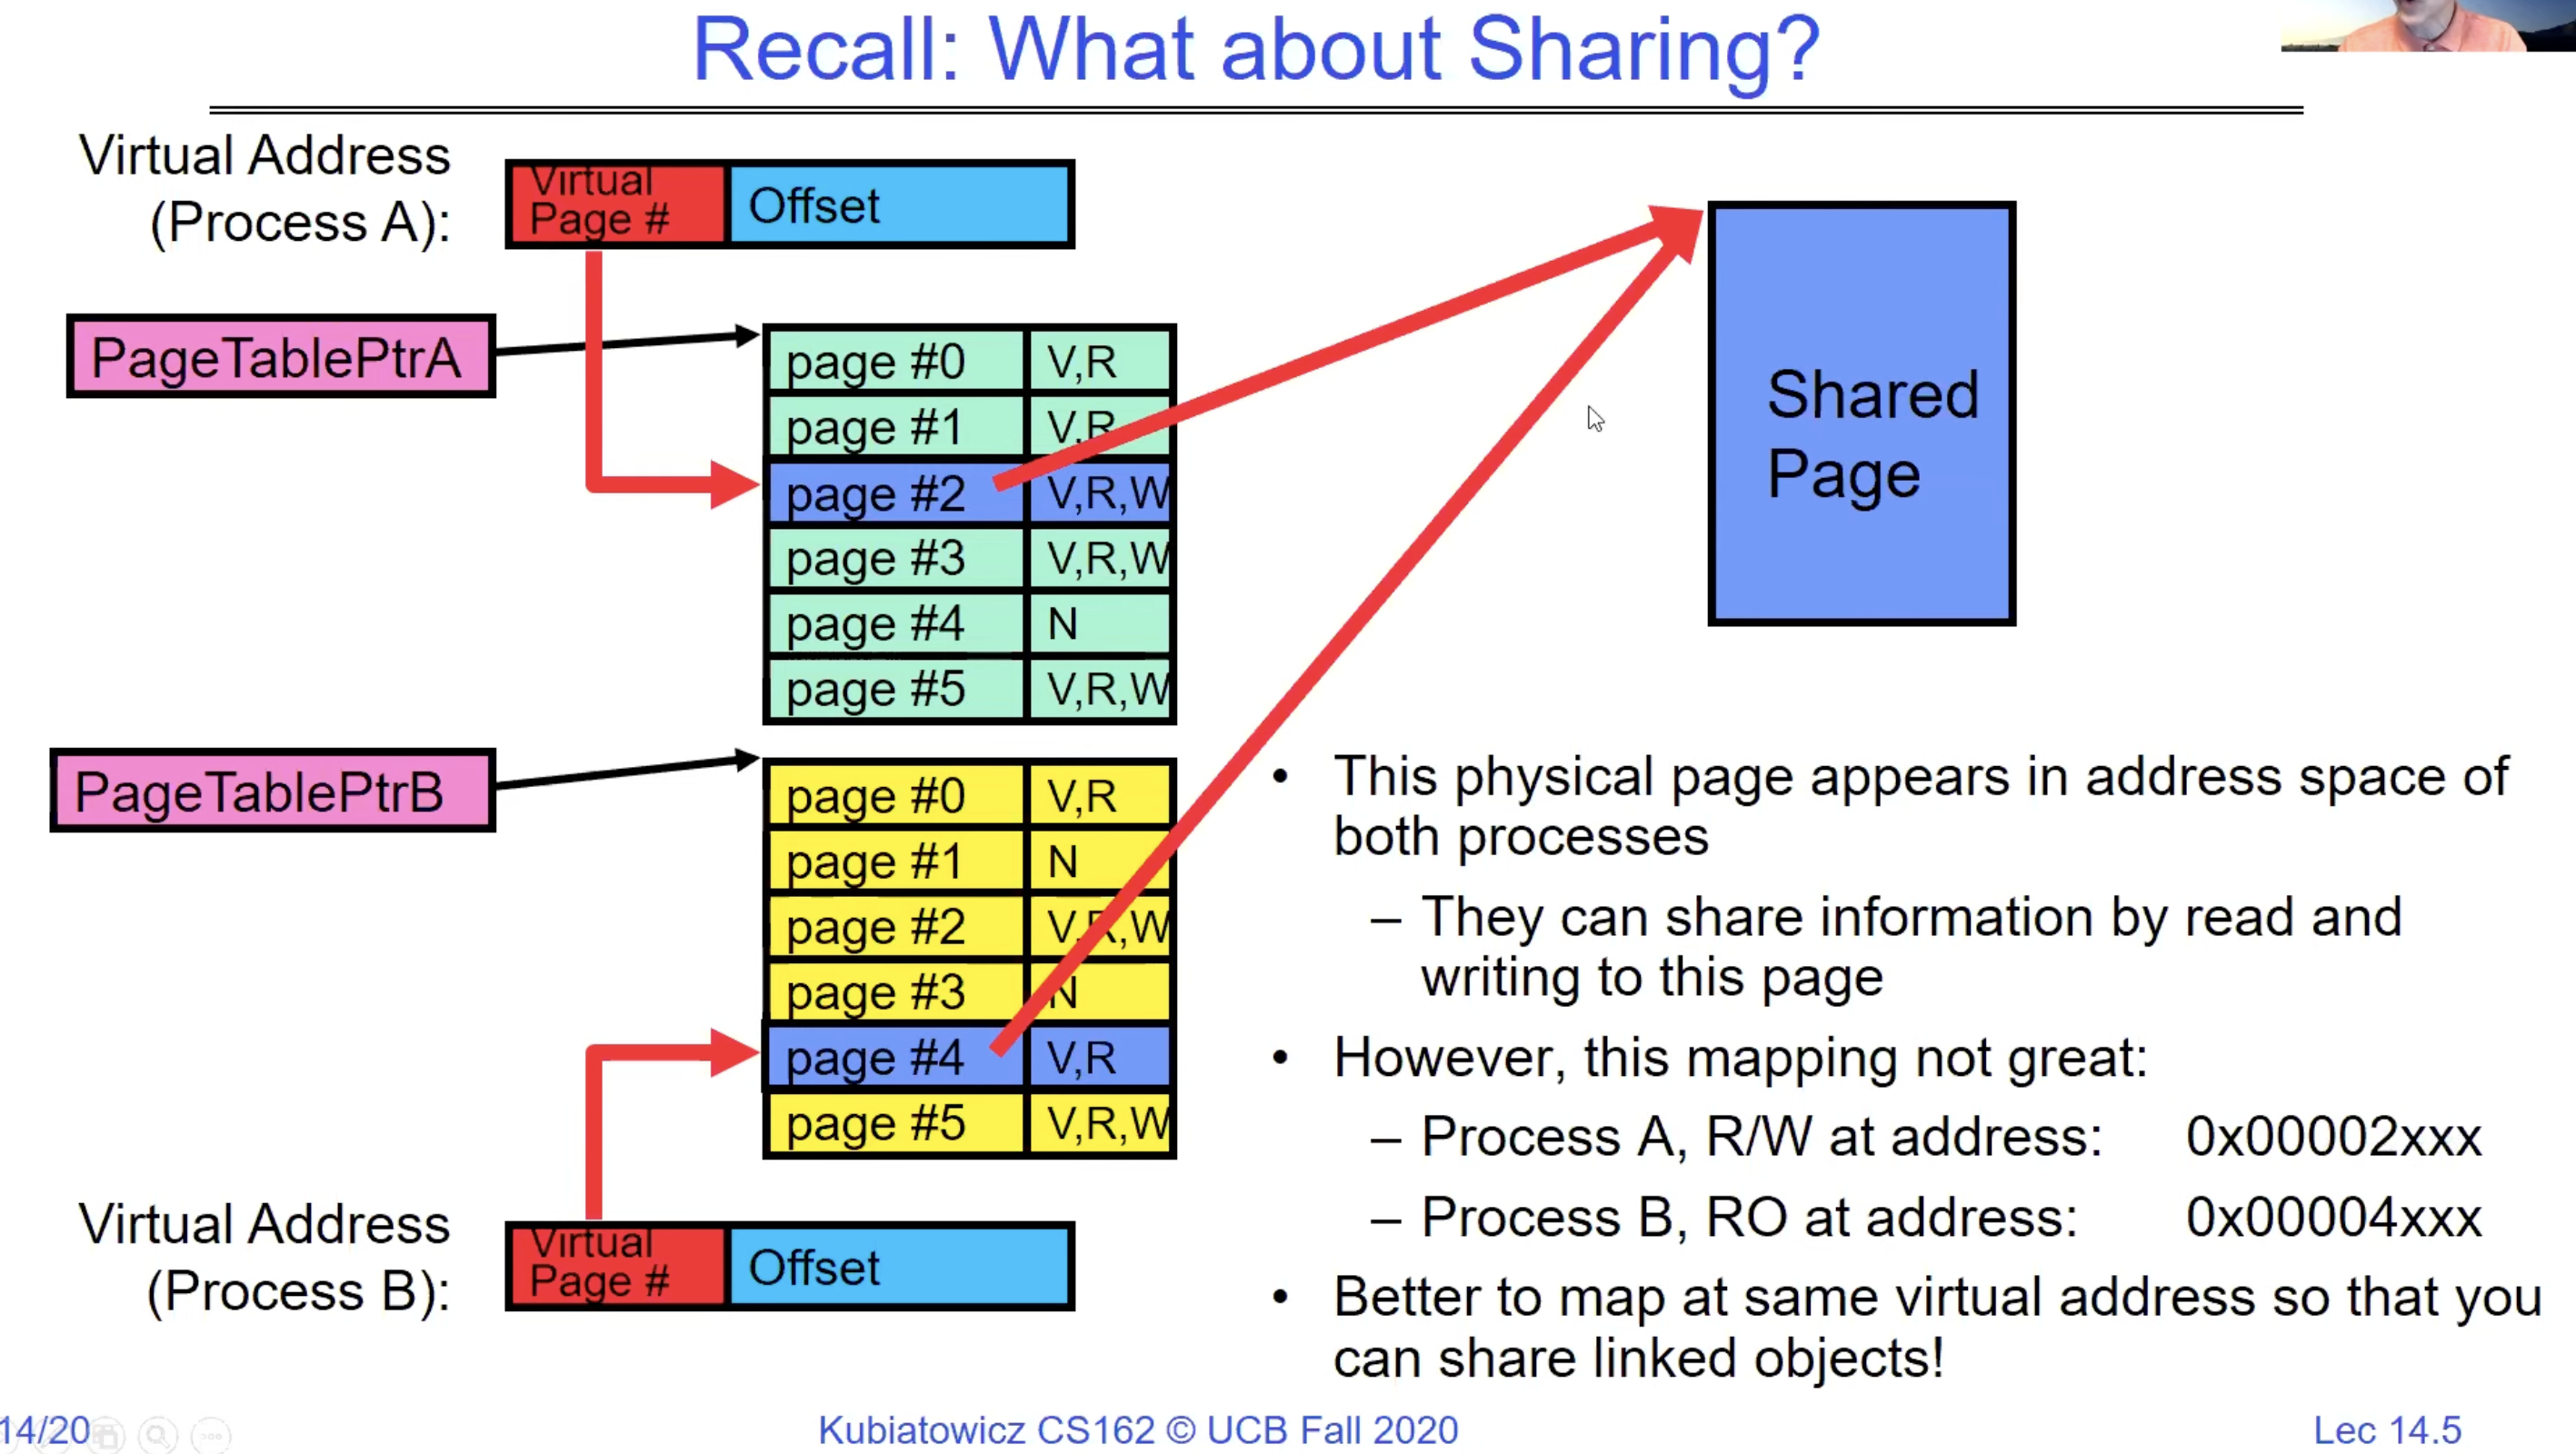 Recall: What about Sharing?
Virtual Address
(Process A):
Virtual
Page #
Offset
PageTablePtrA
page #0 V,R
page #1 V,R
page #2 V,R,W
page #3 V,R,W
page #4 N
page #5 V,R,W
Shared
Page
PageTablePtrB
page #0 V,R
page #1 N
page #2 V,R,W
page #3 N
page #4 V,R
page #5 V,R,W
Virtual Address
(Process B):
Virtual
Page #
Offset
• This physical page appears in address space of
both processes
– They can share information by read and
writing to this page
• However, this mapping not great:
– Process A, R/W at address: 0x00002xxx
– Process B, RO at address: 0x00004xxx
• Better to map at same virtual address so that you
can share linked objects!
14/20
Kubiatowicz CS162 © UCB Fall 2020
Lec 14.5